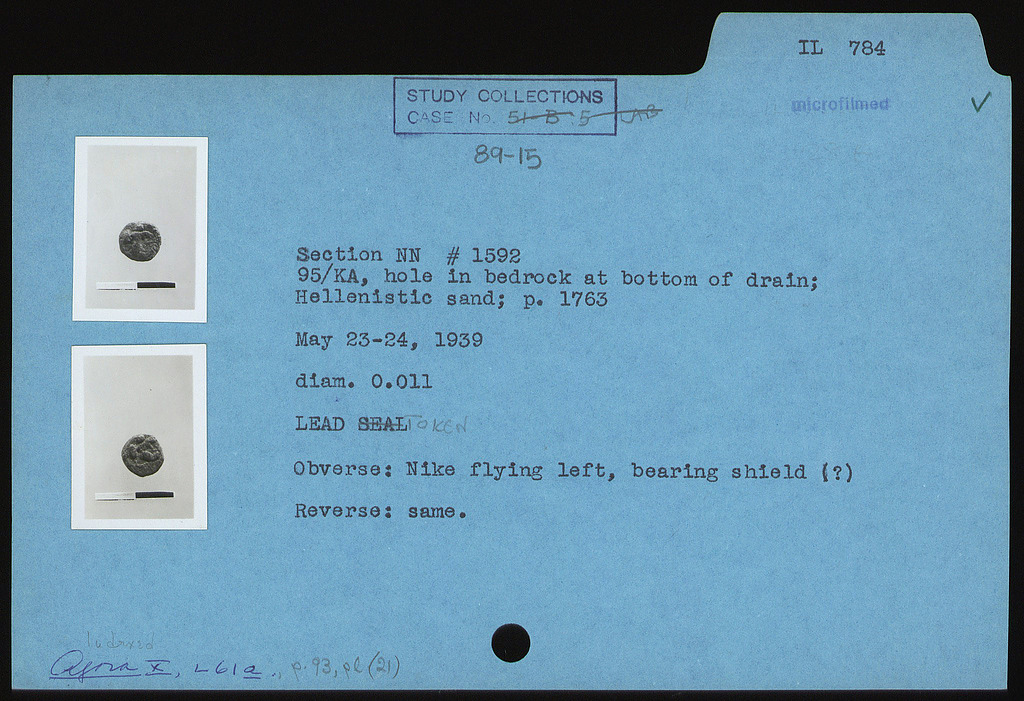 IL 784
microfilmed ✓
STUDY COLLECTIONS
CASE No. 51-B 5 LAB
89-15
Section NN # 1592
95/KA, hole in bedrock at bottom of drain;
Hellenistic sand; p. 1763
May 23-24, 1939
diam. 0.011
LEAD SEAL TOKEN
Obverse: Nike flying left, bearing shield (?)
Reverse: same.
Indexed
Agora X, L61a., p. 93, pl (21)